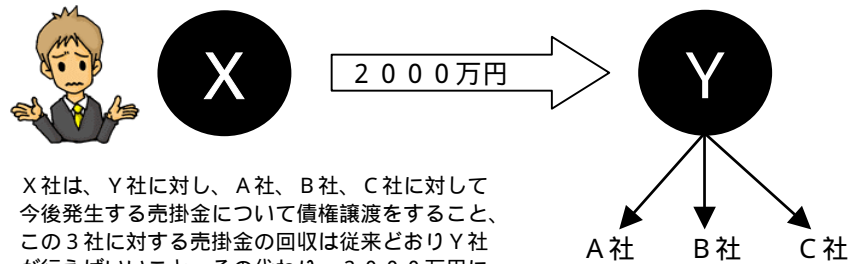 X
２０００万円
Y
X社は、Y社に対し、A社、B社、C社に対して
今後発生する売掛金について債権譲渡をすること、
この３社に対する売掛金の回収は従来どおりY社
A社 B社 C社